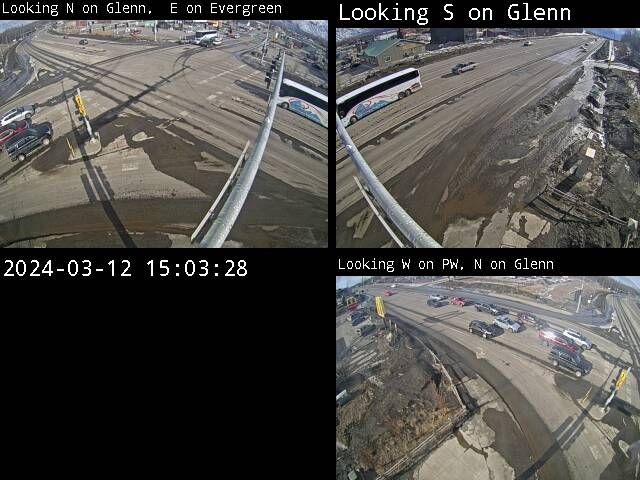 Looking N on Glenn, E on Evergreen
Looking S on Glenn
2024-03-12 15:03:28
Looking W on PW, N on Glenn